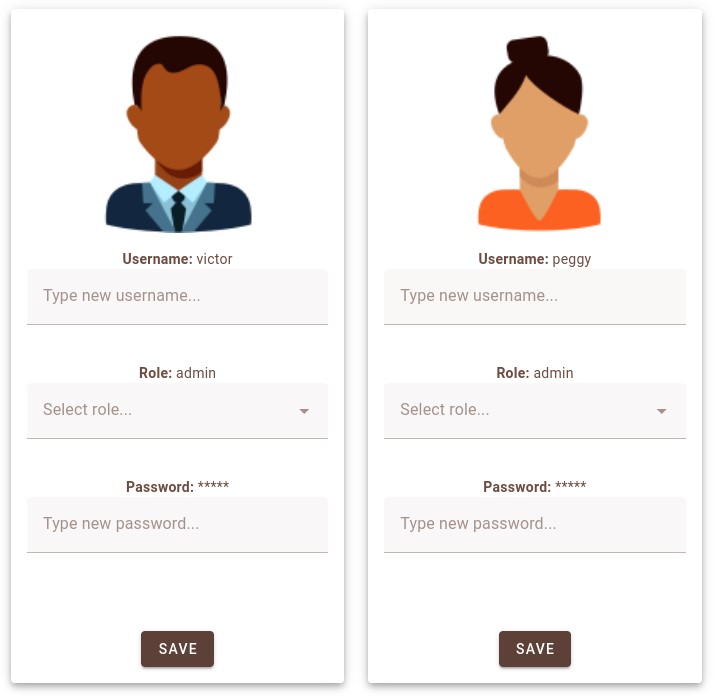 Username: victor
Type new username...
Role: admin
Select role...
Password: *****
Type new password...
SAVE
Username: peggy
Type new username...
Role: admin
Select role...
Password: *****
Type new password...
SAVE